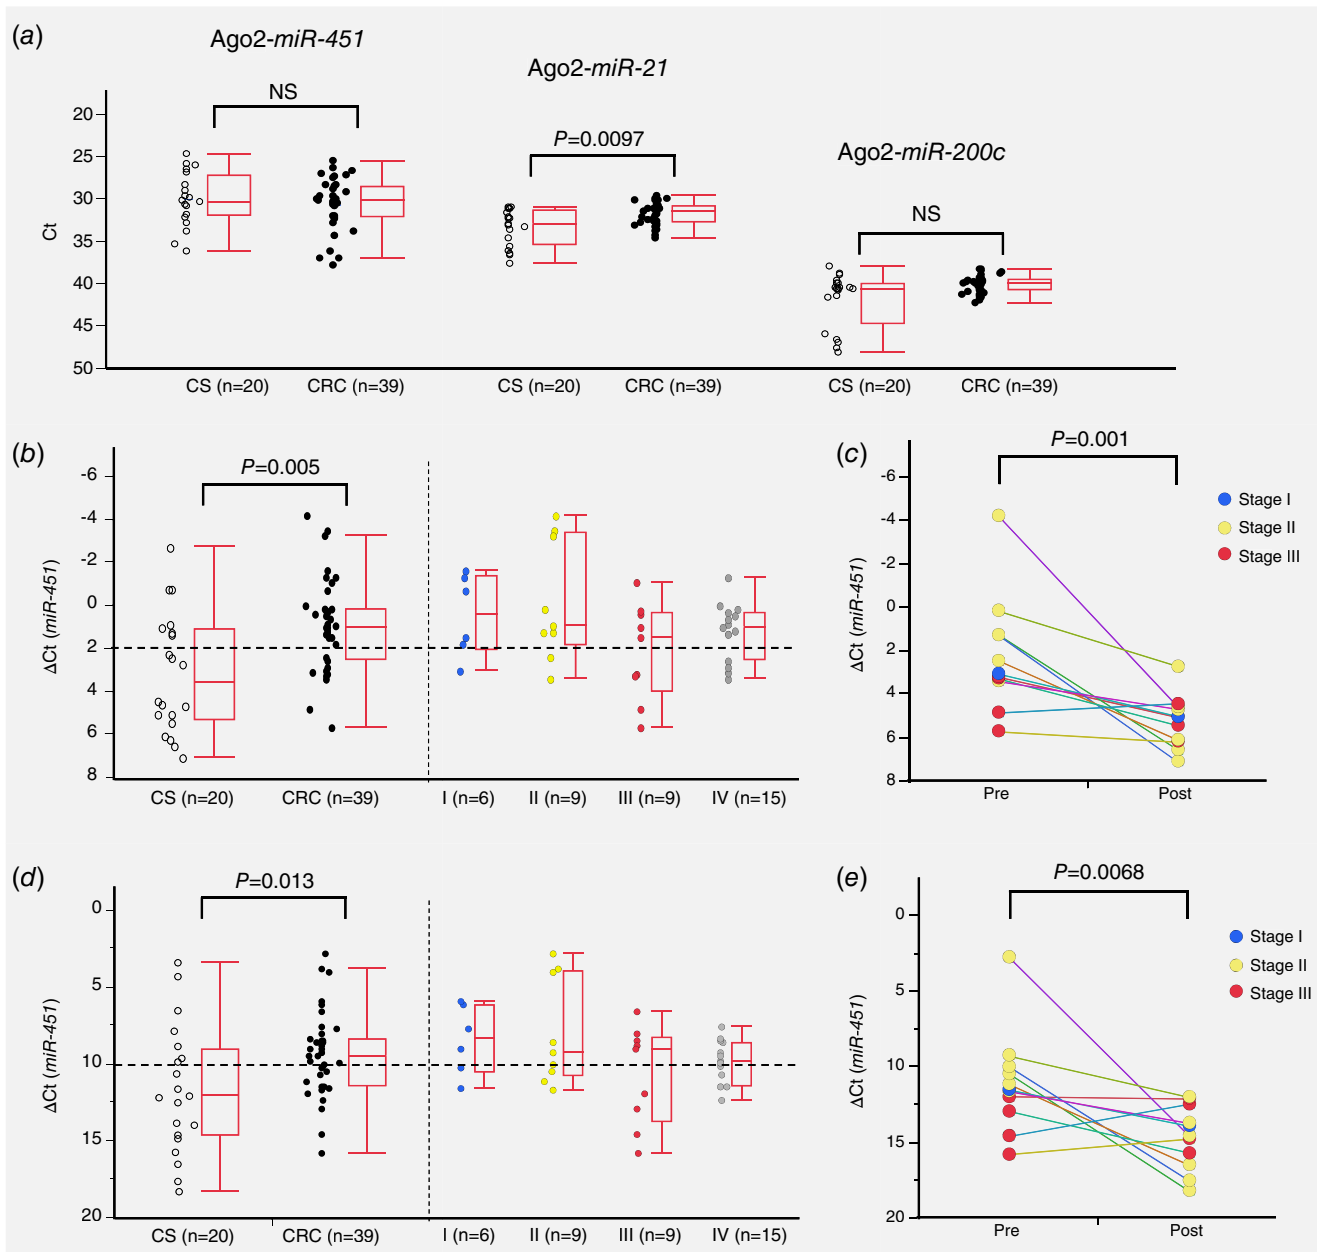 (a)
Ago2-miR-451
Ago2-miR-21
Ago2-miR-200c
NS
P=0.0097
NS
Ct
20
25
30
35
40
45
50
CS (n=20)
CRC (n=39)
CS (n=20)
CRC (n=39)
CS (n=20)
CRC (n=39)
(b)
P=0.005
ΔCt (miR-451)
-6
-4
-2
0
2
4
6
8
CS (n=20)
CRC (n=39)
I (n=6)
II (n=9)
III (n=9)
IV (n=15)
(c)
P=0.001
ΔCt (miR-451)
-6
-4
-2
0
2
4
6
8
Pre
Post
Stage I
Stage II
Stage III
(d)
P=0.013
ΔCt (miR-451)
0
5
10
15
20
CS (n=20)
CRC (n=39)
I (n=6)
II (n=9)
III (n=9)
IV (n=15)
(e)
P=0.0068
ΔCt (miR-451)
0
5
10
15
20
Pre
Post
Stage I
Stage II
Stage III